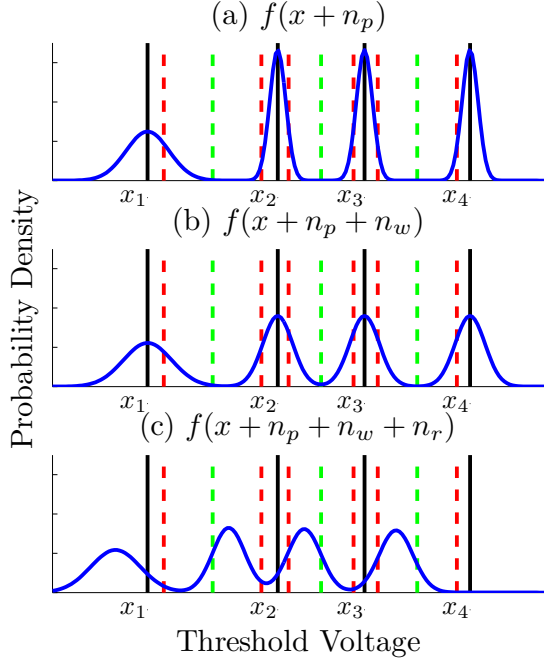 (a) f(x + n_p)
x_1 x_2 x_3 x_4
(b) f(x + n_p + n_w)
x_1 x_2 x_3 x_4
(c) f(x + n_p + n_w + n_r)
x_1 x_2 x_3 x_4
Threshold Voltage
Probability Density